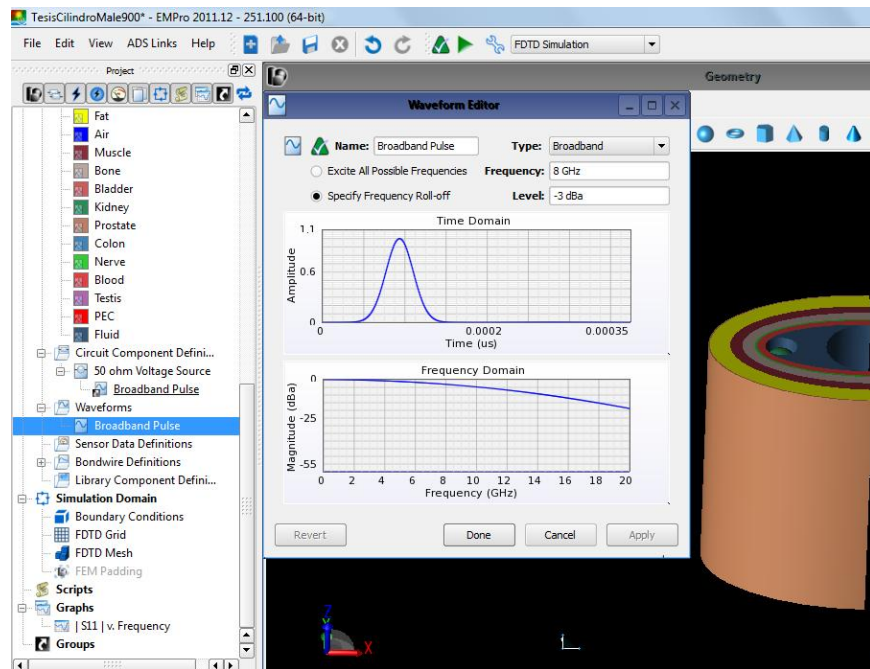 TesisCilindroMale900* - EMPro 2011.12 - 251.100 (64-bit)
File Edit View ADS Links Help FDTD Simulation
Project
Geometry
Fat
Air
Muscle
Bone
Bladder
Kidney
Prostate
Colon
Nerve
Blood
Testis
PEC
Fluid
Circuit Component Defini...
50 ohm Voltage Source
Broadband Pulse
Waveforms
Broadband Pulse
Sensor Data Definitions
Bondwire Definitions
Library Component Defini...
Simulation Domain
Boundary Conditions
FDTD Grid
FDTD Mesh
FEM Padding
Scripts
Graphs
|S11| v. Frequency
Groups
Waveform Editor
Name: Broadband Pulse Type: Broadband
Excite All Possible Frequencies Frequency: 8 GHz
Specify Frequency Roll-off Level: -3 dBa
Time Domain
Amplitude
1.1
0.6
0
0 0.0002 0.00035
Time (us)
Frequency Domain
Magnitude (dBa)
0
-25
-55
0 2 4 6 8 10 12 14 16 18 20
Frequency (GHz)
Revert Done Cancel Apply
Z
X